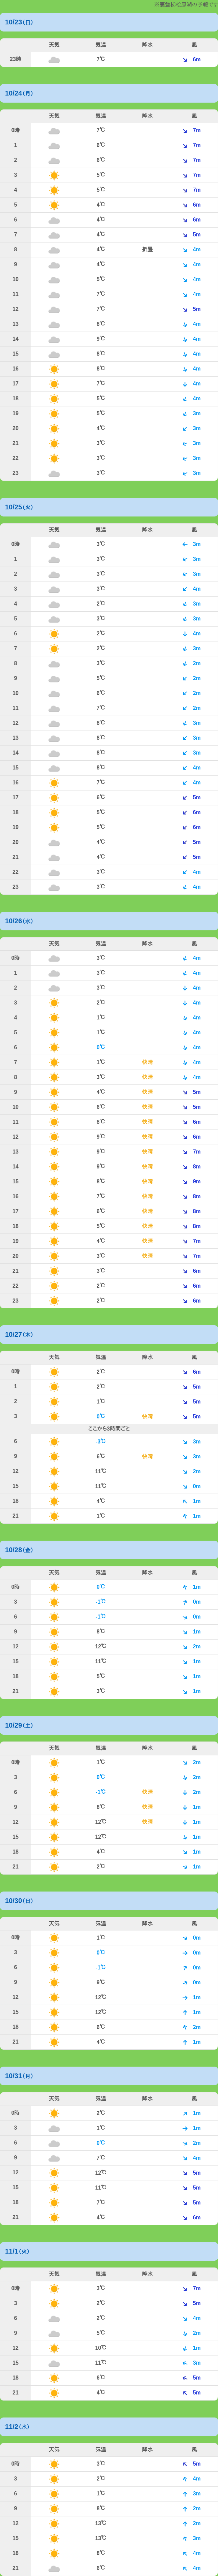 ※麓最検桧原湖の予報です
10/23(日)
天気 気温 降水 風
23時 7℃ 6m
10/24(月)
天気 気温 降水 風
0時 7℃ 7m
1 6℃ 7m
2 6℃ 7m
3 5℃ 7m
4 5℃ 7m
5 4℃ 6m
6 4℃ 6m
7 4℃ 5m
8 4℃ 4m
9 4℃ 4m
10 5℃ 4m
11 7℃ 4m
12 7℃ 5m
13 8℃ 4m
14 9℃ 4m
15 8℃ 4m
16 8℃ 4m
17 7℃ 4m
18 5℃ 4m
19 5℃ 3m
20 4℃ 3m
21 3℃ 3m
22 3℃ 3m
23 3℃ 3m
10/25(火)
天気 気温 降水 風
0時 3℃ 3m
1 3℃ 3m
2 3℃ 3m
3 3℃ 4m
4 2℃ 3m
5 3℃ 3m
6 2℃ 4m
7 2℃ 3m
8 3℃ 2m
9 5℃ 2m
10 6℃ 2m
11 7℃ 2m
12 8℃ 3m
13 8℃ 3m
14 8℃ 3m
15 8℃ 4m
16 7℃ 4m
17 6℃ 5m
18 5℃ 6m
19 5℃ 6m
20 4℃ 5m
21 4℃ 5m
22 3℃ 4m
23 3℃ 4m
10/26(水)
天気 気温 降水 風
0時 3℃ 4m
1 3℃ 4m
2 3℃ 4m
3 2℃ 4m
4 1℃ 4m
5 1℃ 4m
6 0℃ 4m
7 1℃ 快晴 4m
8 3℃ 快晴 4m
9 4℃ 快晴 5m
10 6℃ 快晴 5m
11 8℃ 快晴 6m
12 9℃ 快晴 6m
13 9℃ 快晴 7m
14 9℃ 快晴 8m
15 8℃ 快晴 9m
16 7℃ 快晴 8m
17 6℃ 快晴 8m
18 5℃ 快晴 8m
19 4℃ 快晴 7m
20 3℃ 快晴 7m
21 3℃ 6m
22 2℃ 6m
23 2℃ 6m
10/27(木)
天気 気温 降水 風
0時 2℃ 6m
1 2℃ 5m
2 1℃ 5m
3 0℃ 快晴 5m
ここから3時間ごと
6 -3℃ 3m
9 6℃ 快晴 3m
12 11℃ 2m
15 11℃ 0m
18 4℃ 1m
21 1℃ 1m
10/28(金)
天気 気温 降水 風
0時 0℃ 1m
3 -1℃ 0m
6 -1℃ 0m
9 8℃ 1m
12 12℃ 2m
15 11℃ 1m
18 5℃ 1m
21 3℃ 1m
10/29(土)
天気 気温 降水 風
0時 1℃ 2m
3 0℃ 2m
6 -1℃ 快晴 2m
9 8℃ 快晴 1m
12 12℃ 快晴 1m
15 12℃ 1m
18 4℃ 1m
21 2℃ 1m
10/30(日)
天気 気温 降水 風
0時 1℃ 0m
3 0℃ 0m
6 -1℃ 0m
9 9℃ 0m
12 12℃ 1m
15 12℃ 1m
18 6℃ 2m
21 4℃ 1m
10/31(月)
天気 気温 降水 風
0時 2℃ 1m
3 1℃ 1m
6 0℃ 2m
9 7℃ 4m
12 12℃ 5m
15 11℃ 5m
18 7℃ 5m
21 4℃ 6m
11/1(火)
天気 気温 降水 風
0時 3℃ 7m
3 2℃ 5m
6 2℃ 4m
9 5℃ 2m
12 10℃ 1m
15 11℃ 3m
18 6℃ 5m
21 4℃ 5m
11/2(水)
天気 気温 降水 風
0時 3℃ 5m
3 2℃ 4m
6 1℃ 3m
9 8℃ 2m
12 13℃ 2m
15 13℃ 3m
18 8℃ 4m
21 6℃ 4m